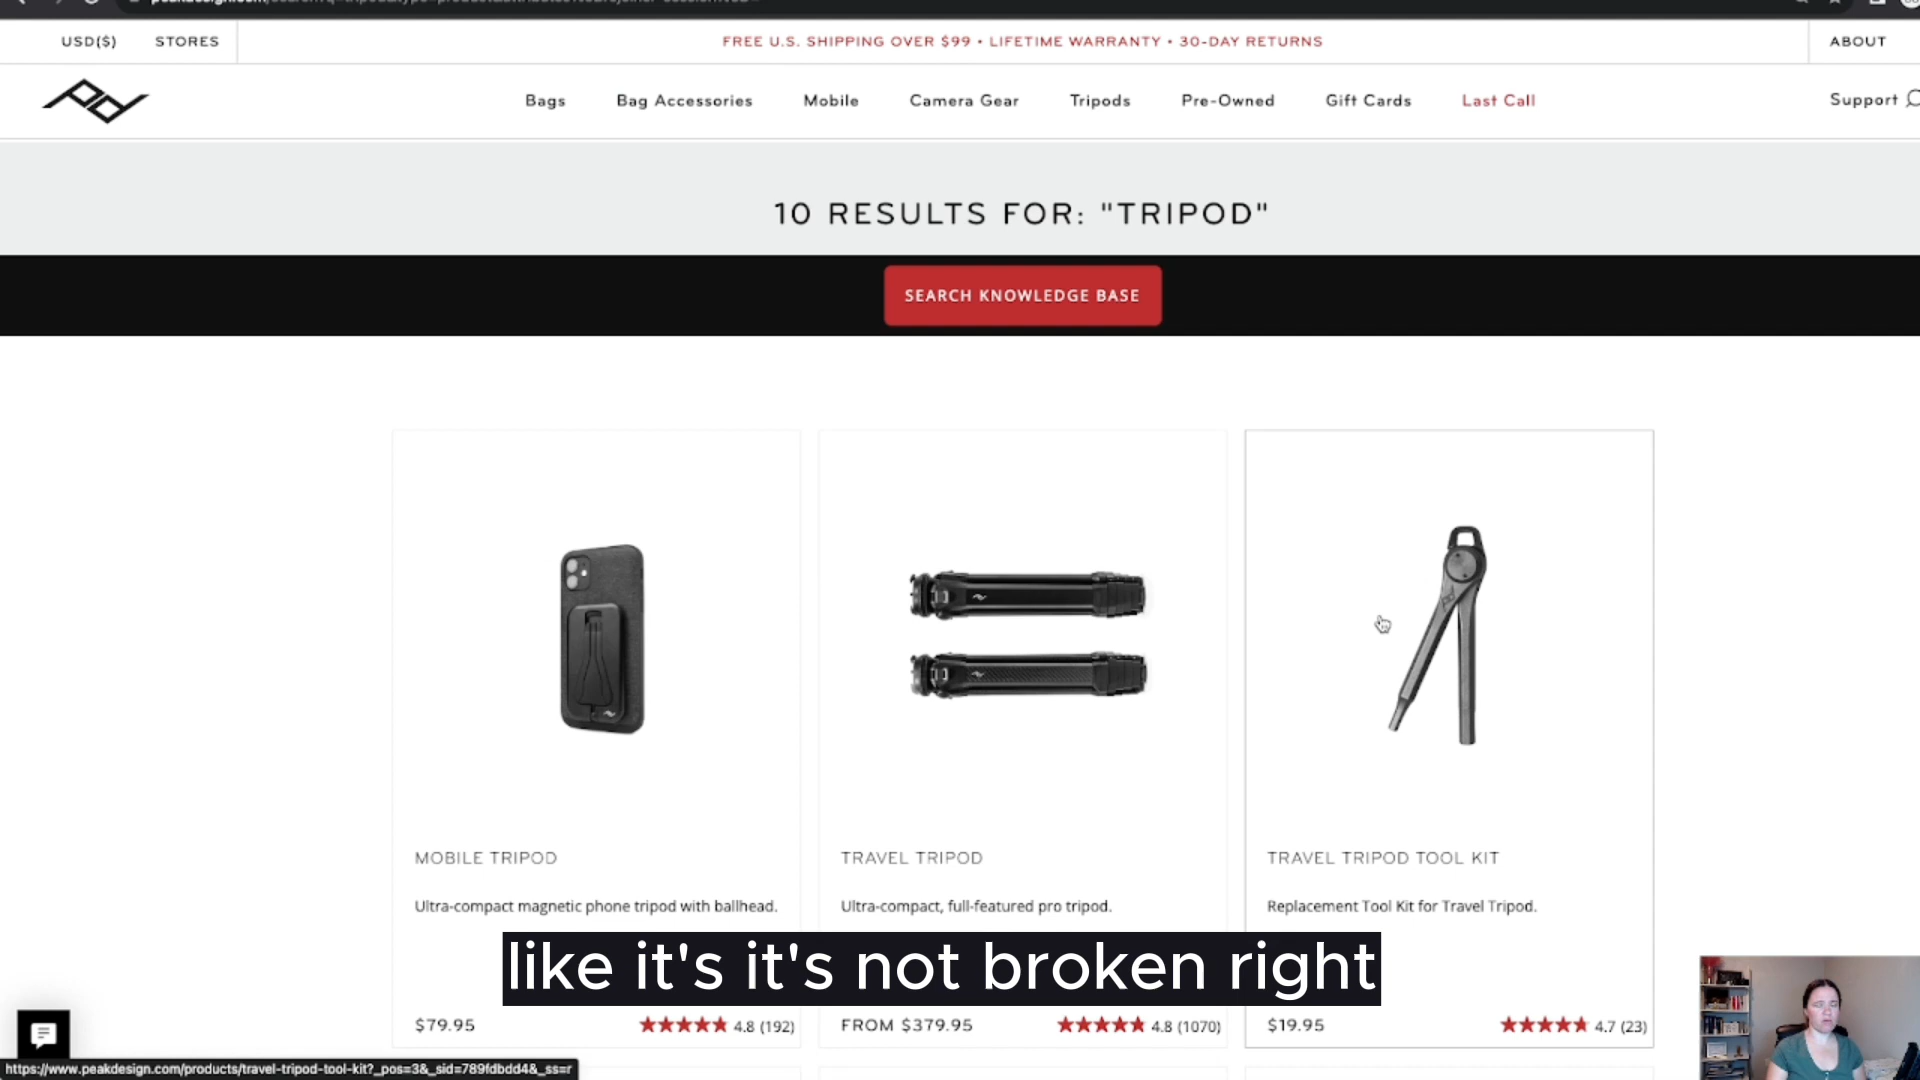 USD($) STORES
FREE U.S. SHIPPING OVER $99 • LIFETIME WARRANTY • 30-DAY RETURNS
ABOUT
Bags Bag Accessories Mobile Camera Gear Tripods Pre-Owned Gift Cards Last Call
Support
10 RESULTS FOR: "TRIPOD"
SEARCH KNOWLEDGE BASE
MOBILE TRIPOD
Ultra-compact magnetic phone tripod with ballhead.
$79.95 4.8 (192)
TRAVEL TRIPOD
Ultra-compact, full-featured pro tripod.
FROM $379.95 4.8 (1070)
TRAVEL TRIPOD TOOL KIT
Replacement Tool Kit for Travel Tripod.
$19.95 4.7 (23)
like it's it's not broken right
https://www.peakdesign.com/products/travel-tripod-tool-kit?_pos=3&_sid=789fdbdd4&_ss=r